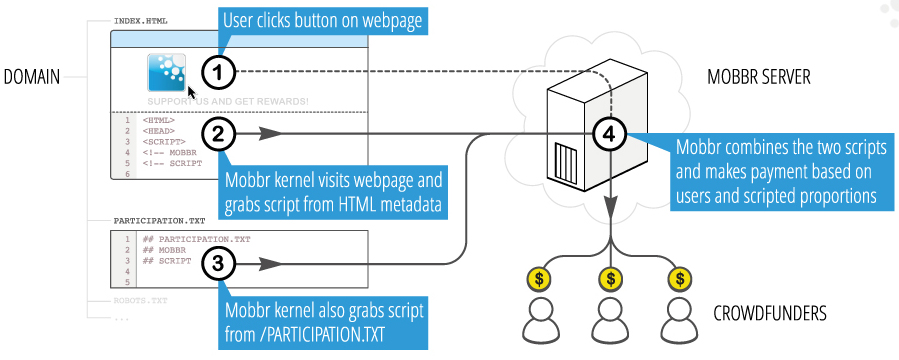 INDEX.HTML
User clicks button on webpage
DOMAIN
1
MOBBR SERVER
SUPPORT US AND GET REWARDS!
1 <HTML>
2 <HEAD>
3 <SCRIPT>
4 <!-- MOBBR
5 <!-- SCRIPT
6
2
4
Mobbr kernel visits webpage and
grabs script from HTML metadata
Mobbr combines the two scripts
and makes payment based on
users and scripted proportions
PARTICIPATION.TXT
1 ## PARTICIPATION.TXT
2 ## MOBBR
3 ## SCRIPT
4
5
3
$ $ $
ROBOTS.TXT
...
Mobbr kernel also grabs script
from /PARTICIPATION.TXT
CROWDFUNDERS